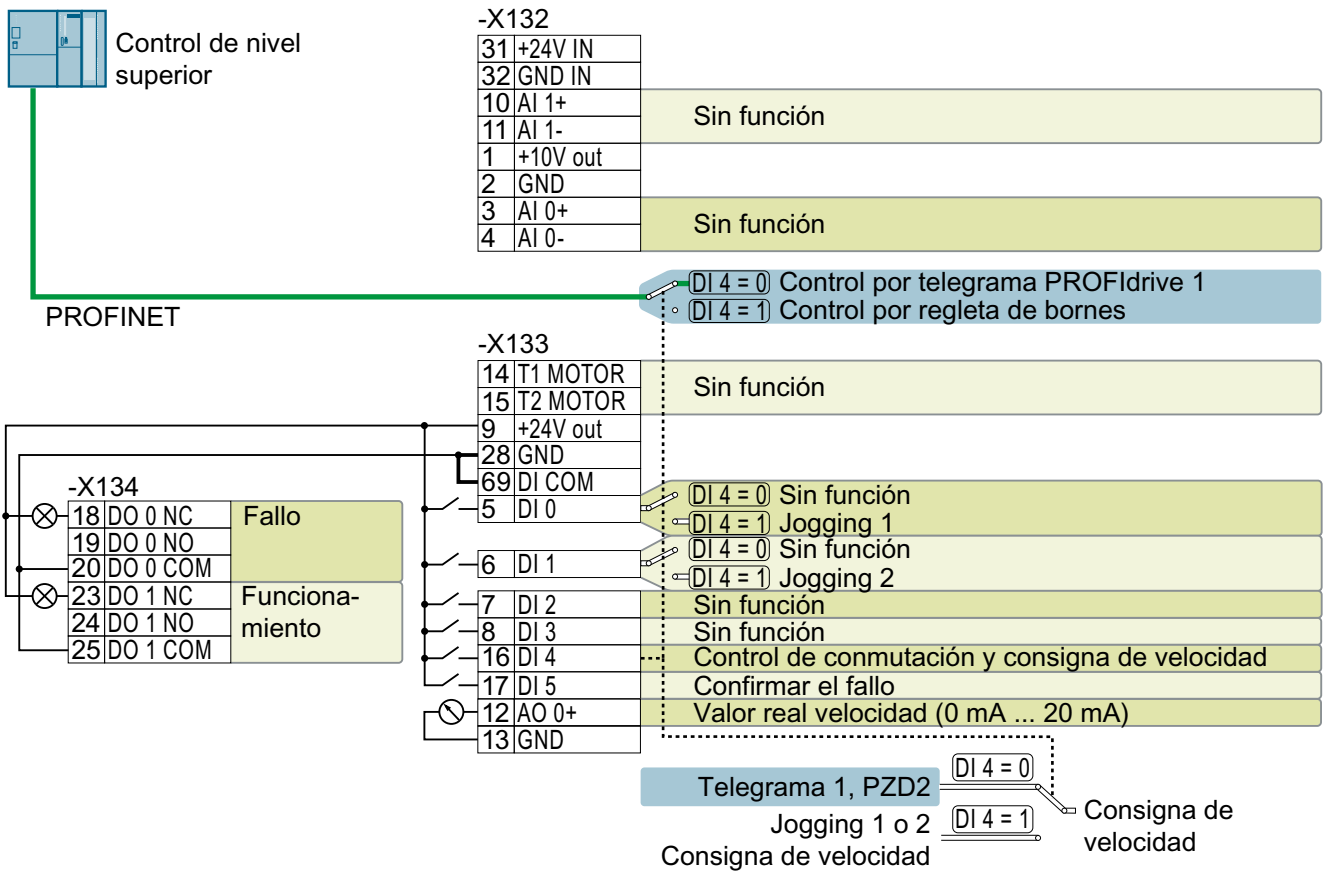 Control de nivel
superior
PROFINET
-X132
31 +24V IN
32 GND IN
10 AI 1+
11 AI 1-
Sin función
1 +10V out
2 GND
3 AI 0+
4 AI 0-
Sin función
DI 4 = 0 Control por telegrama PROFIdrive 1
DI 4 = 1 Control por regleta de bornes
-X133
14 T1 MOTOR
15 T2 MOTOR
Sin función
9 +24V out
28 GND
69 DI COM
5 DI 0
DI 4 = 0 Sin función
DI 4 = 1 Jogging 1
6 DI 1
DI 4 = 0 Sin función
DI 4 = 1 Jogging 2
7 DI 2 Sin función
8 DI 3 Sin función
16 DI 4 Control de conmutación y consigna de velocidad
17 DI 5 Confirmar el fallo
12 AO 0+ Valor real velocidad (0 mA ... 20 mA)
13 GND
-X134
18 DO 0 NC Fallo
19 DO 0 NO
20 DO 0 COM
23 DO 1 NC Funciona-
24 DO 1 NO miento
25 DO 1 COM
Telegrama 1, PZD2 DI 4 = 0
Jogging 1 o 2 DI 4 = 1
Consigna de velocidad
Consigna de
velocidad